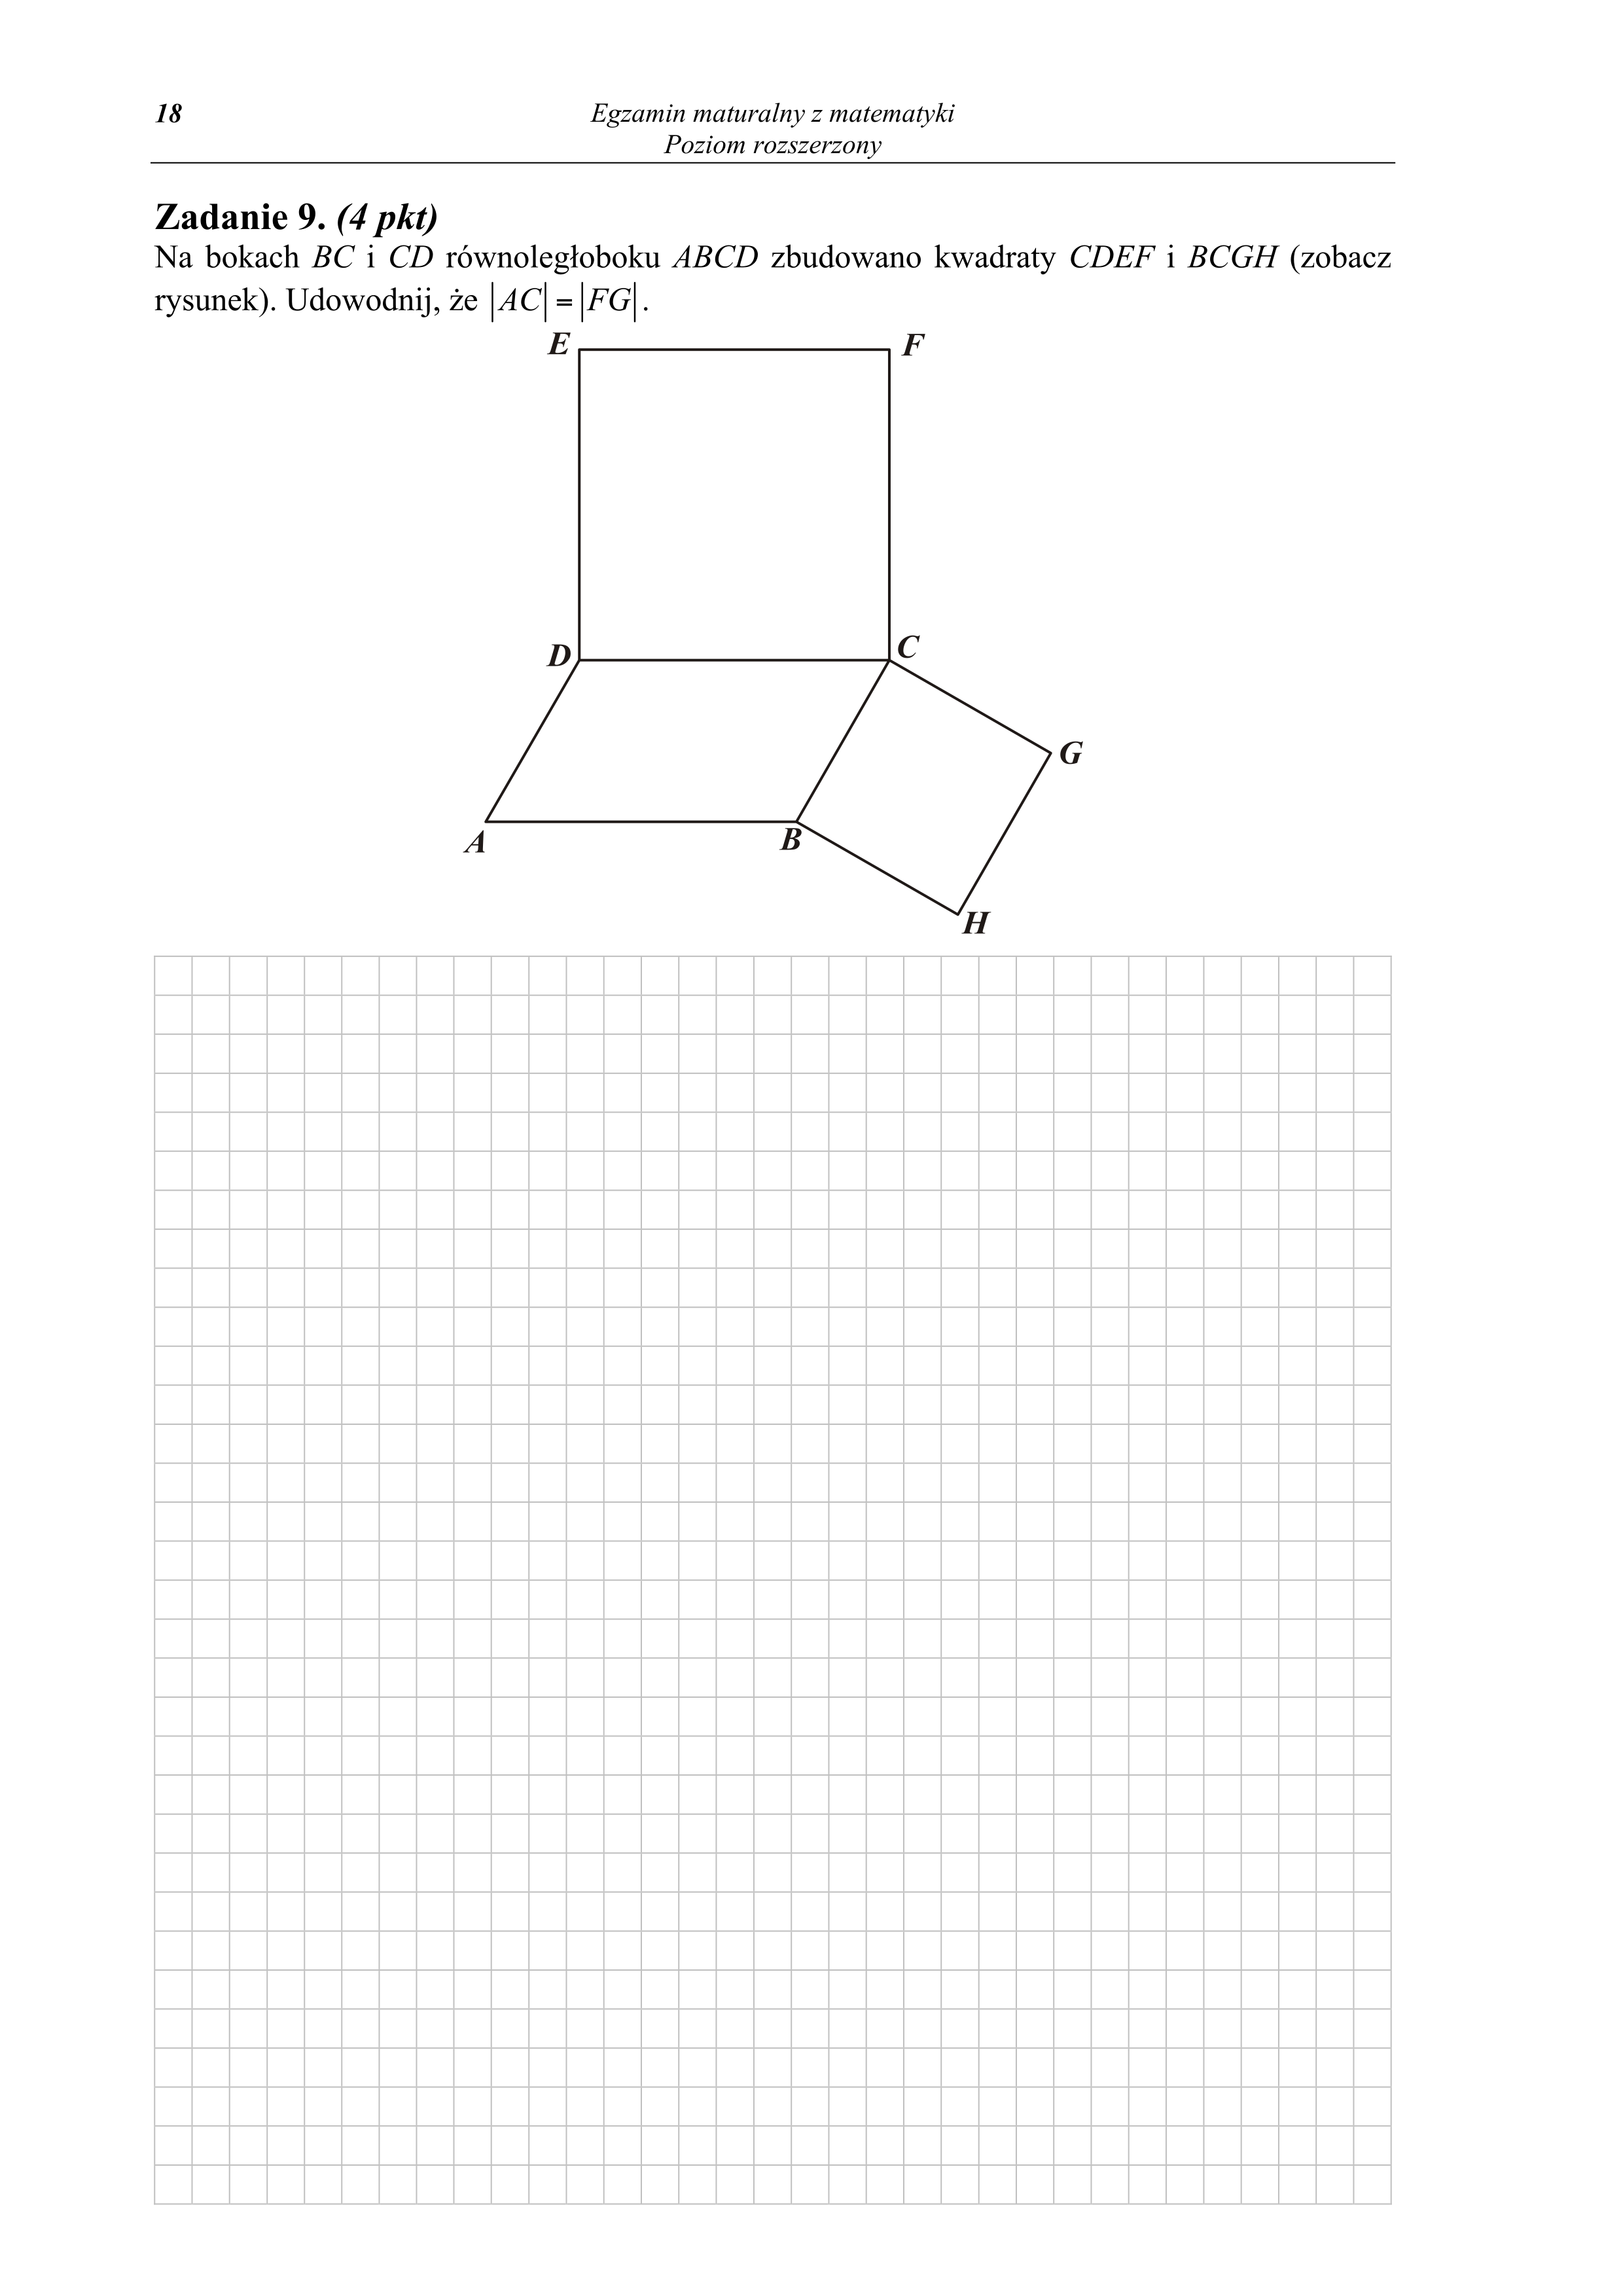 18
Egzamin maturalny z matematyki
Poziom rozszerzony
Zadanie 9. (4 pkt)
Na bokach BC i CD równoległoboku ABCD zbudowano kwadraty CDEF i BCGH (zobacz
rysunek). Udowodnij, że |AC| = |FG|.
E F
D C
G
A B
H